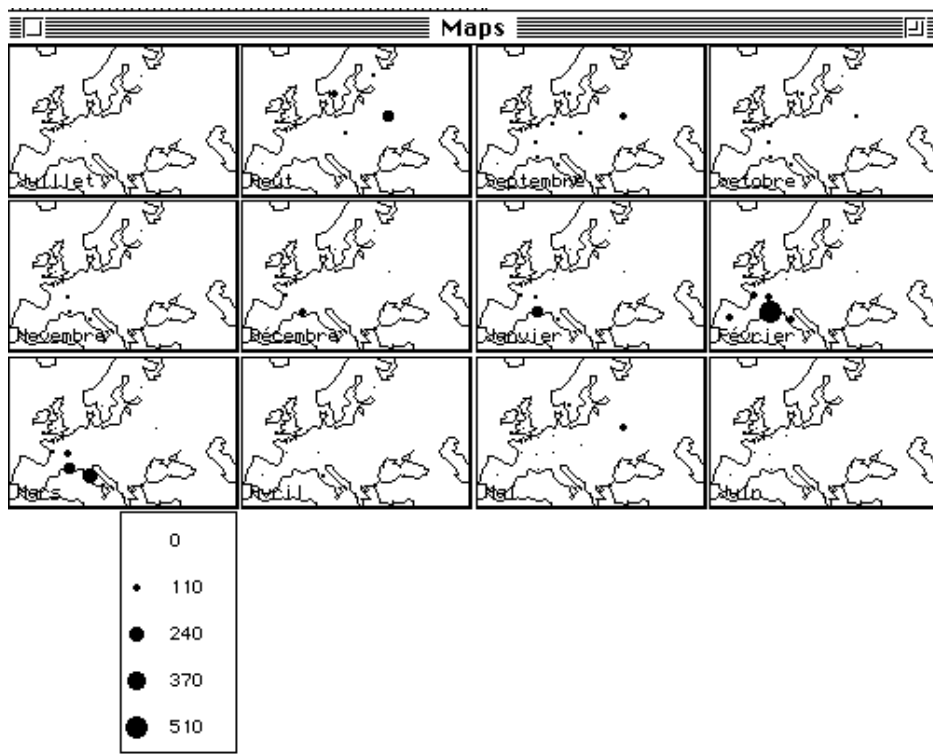 Maps
Juillet
Août
Septembre
Octobre
Novembre
Décembre
Janvier
Février
Mars
Avril
Mai
Juin
0
110
240
370
510